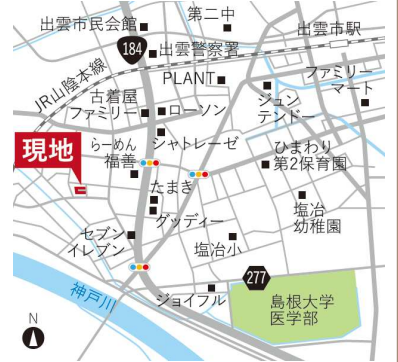 出雲市民会館
第二中
出雲市駅
184
出雲警察署
JR山陰本線
PLANT
ファミリー
マート
古着屋
ファミリー
ローソン
ジュン
テンドー
現地
らーめん
福善
シャトレーゼ
ひまわり
第2保育園
たまき
グッディー
塩冶
幼稚園
セブン
イレブン
塩冶小
神戸川
277
ジョイフル
島根大学
医学部
N